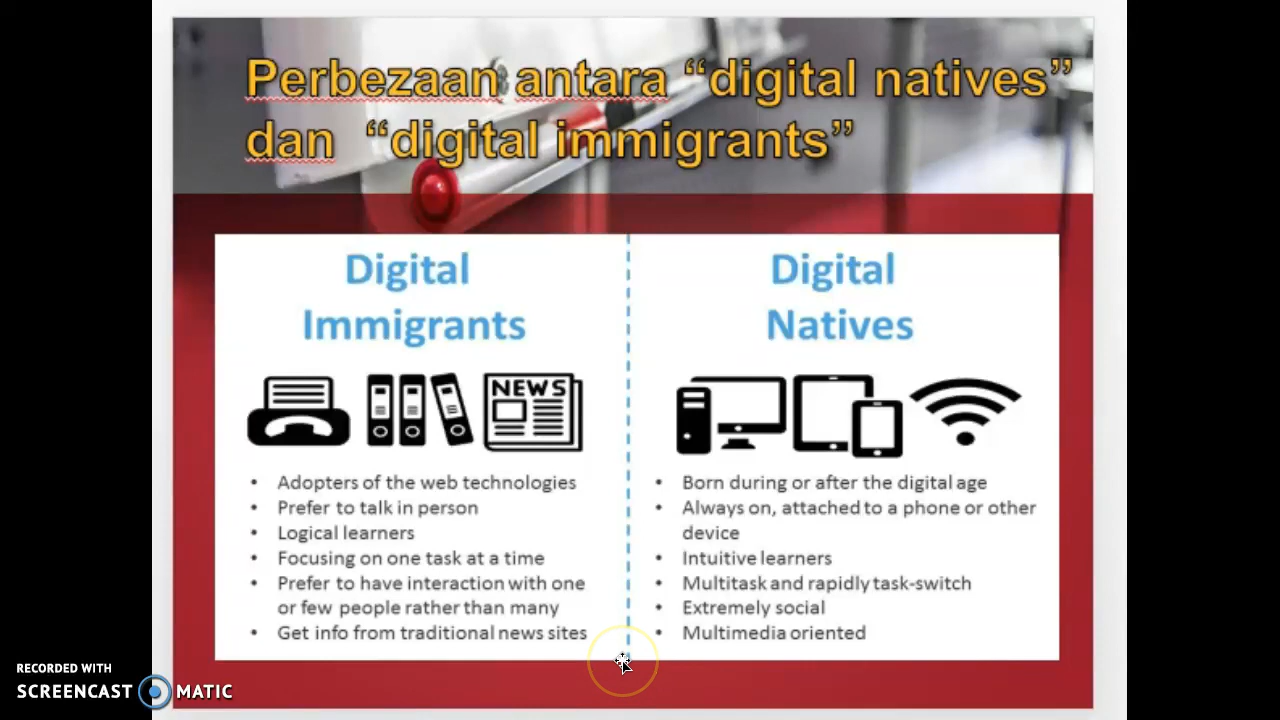 Perbezaan antara “digital natives”
dan “digital immigrants”
Digital
Immigrants
NEWS
• Adopters of the web technologies
• Prefer to talk in person
• Logical learners
• Focusing on one task at a time
• Prefer to have interaction with one
or few people rather than many
• Get info from traditional news sites
Digital
Natives
• Born during or after the digital age
• Always on, attached to a phone or other
device
• Intuitive learners
• Multitask and rapidly task-switch
• Extremely social
• Multimedia oriented
RECORDED WITH
SCREENCAST MATIC